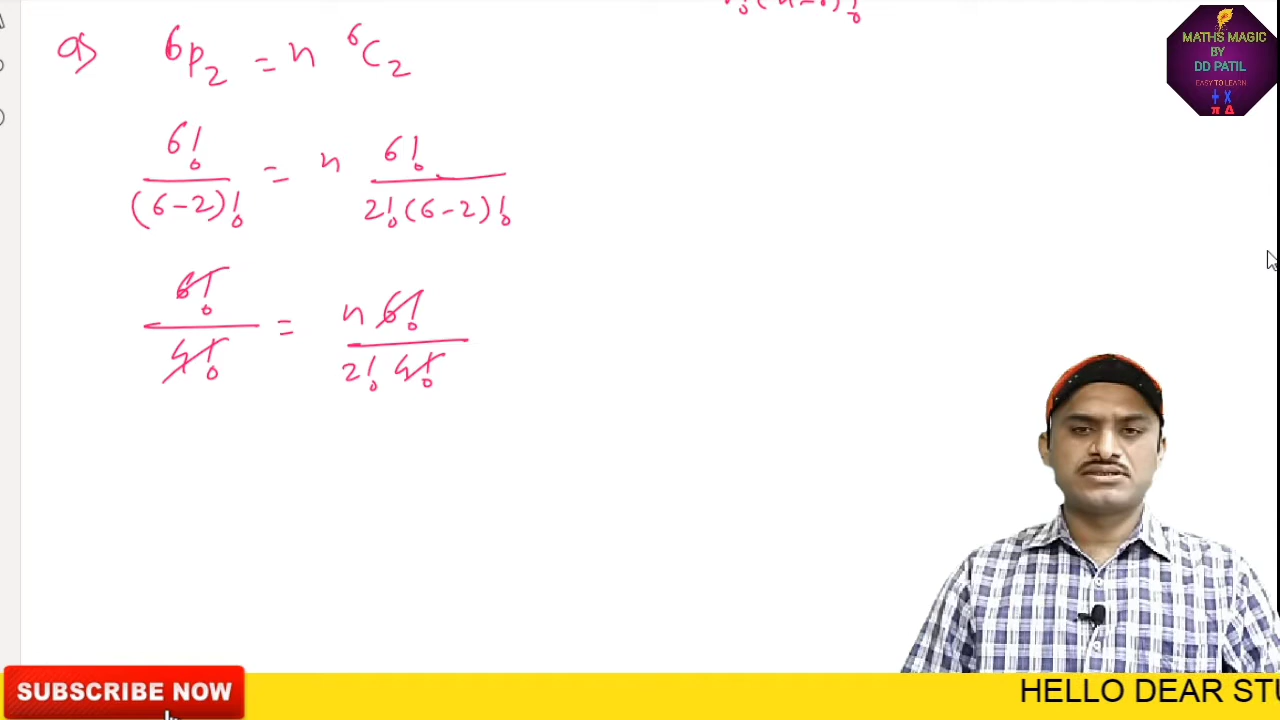 MATHS MAGIC
BY
DD PATIL
EASY TO LEARN
+ X
π Δ
a) 6p2 = n 6C2
6! / (6-2)! = n 6! / 2!(6-2)!
6! / 4! = n 6! / 2! 4!
SUBSCRIBE NOW
HELLO DEAR STU